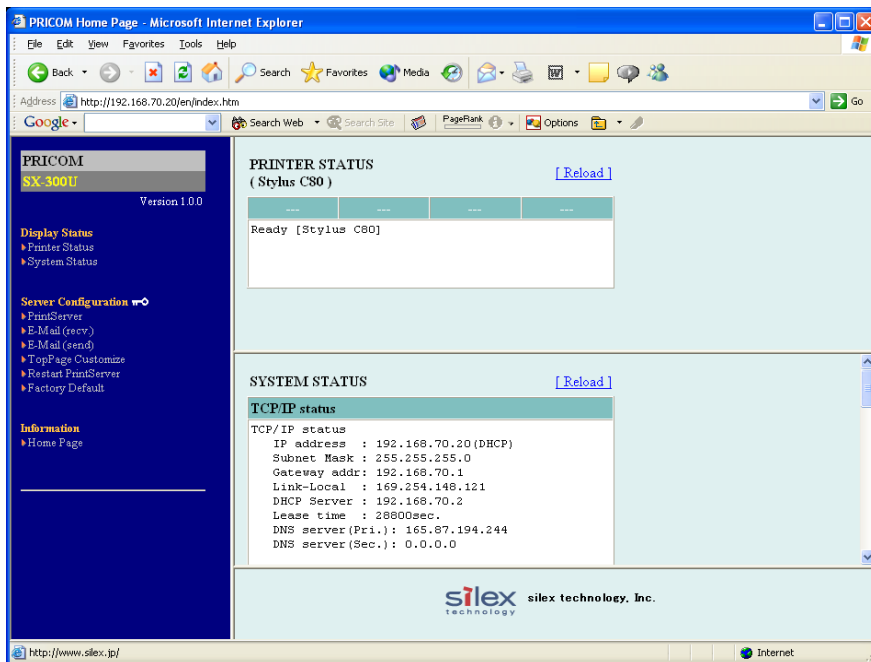 PRICOM Home Page - Microsoft Internet Explorer
File Edit View Favorites Tools Help
Back Search Favorites Media W
Address http://192.168.70.20/en/index.htm Go
Google Search Web Search Site PageRank Options
PRICOM
SX-300U
Version 1.0.0
Display Status
Printer Status
System Status
Server Configuration
PrintServer
E-Mail (recv.)
E-Mail (send)
TopPage Customize
Restart PrintServer
Factory Default
Information
Home Page
PRINTER STATUS
( Stylus C80 )
[ Reload ]
--- --- --- ---
Ready [Stylus C80]
SYSTEM STATUS [ Reload ]
TCP/IP status
TCP/IP status
IP address : 192.168.70.20(DHCP)
Subnet Mask : 255.255.255.0
Gateway addr: 192.168.70.1
Link-Local : 169.254.148.121
DHCP Server : 192.168.70.2
Lease time : 28800sec.
DNS server(Pri.): 165.87.194.244
DNS server(Sec.): 0.0.0.0
silex technology silex technology, Inc.
http://www.silex.jp/ Internet